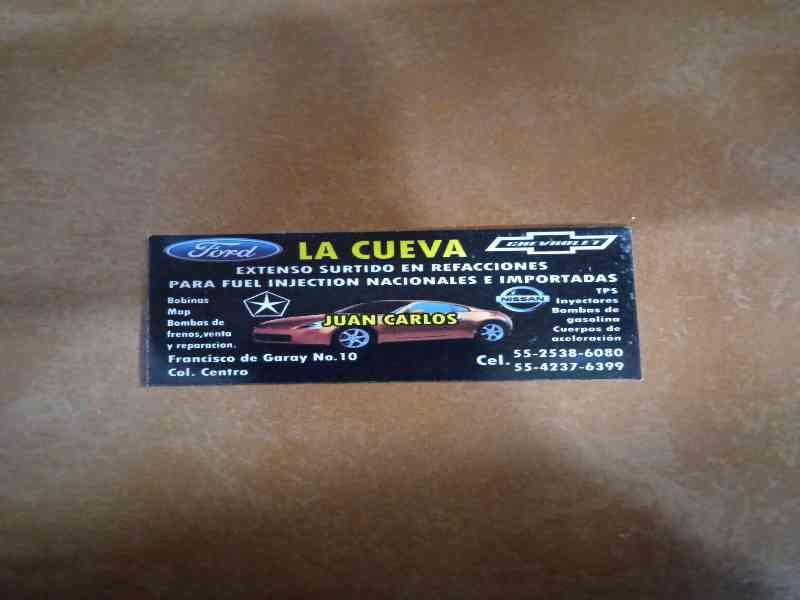 Ford
LA CUEVA
CHEVROLET
EXTENSO SURTIDO EN REFACCIONES
PARA FUEL INJECTION NACIONALES E IMPORTADAS
Bobinas
Map
Bombas de
frenos,venta
y reparacion.
JUAN CARLOS
NISSAN
TPS
Inyectores
Bombas de
gasolina
Cuerpos de
aceleración
Francisco de Garay No.10
Col. Centro
Cel. 55-2538-6080
55-4237-6399